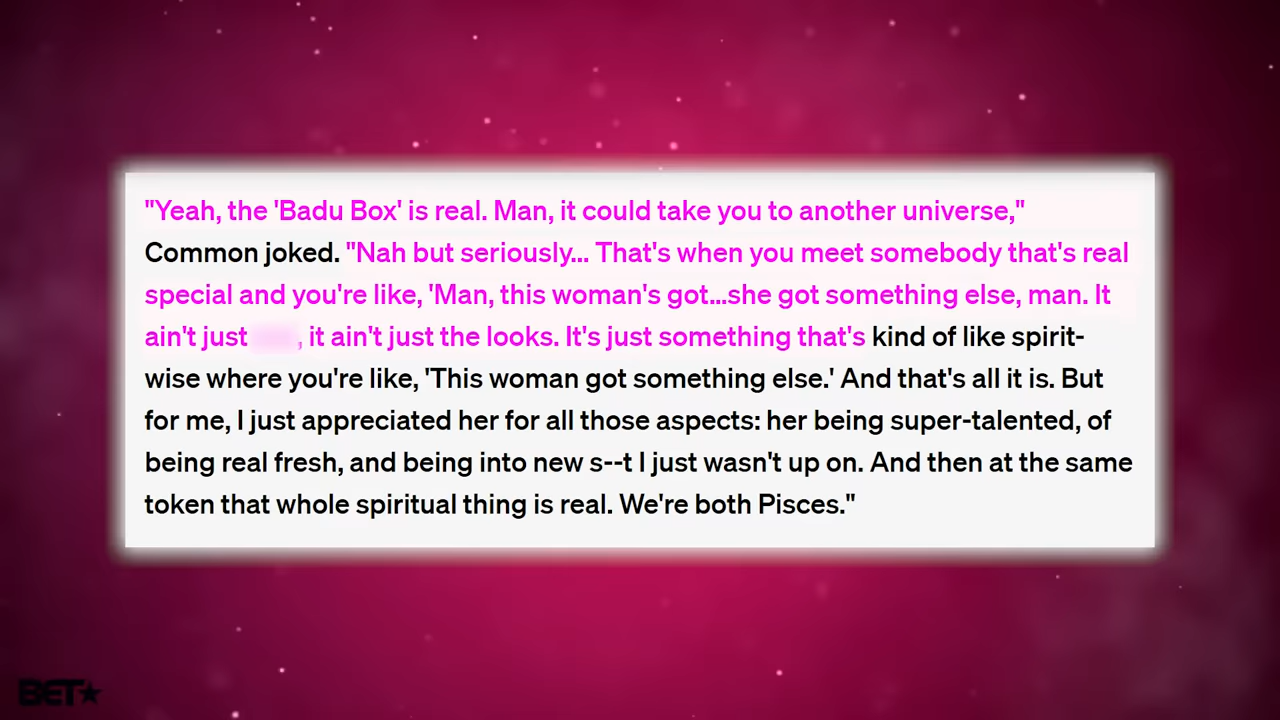 "Yeah, the 'Badu Box' is real. Man, it could take you to another universe,"
Common joked. "Nah but seriously... That's when you meet somebody that's real
special and you're like, 'Man, this woman's got...she got something else, man. It
ain't just , it ain't just the looks. It's just something that's kind of like spirit-
wise where you're like, 'This woman got something else.' And that's all it is. But
for me, I just appreciated her for all those aspects: her being super-talented, of
being real fresh, and being into new s--t I just wasn't up on. And then at the same
token that whole spiritual thing is real. We're both Pisces."
BET★